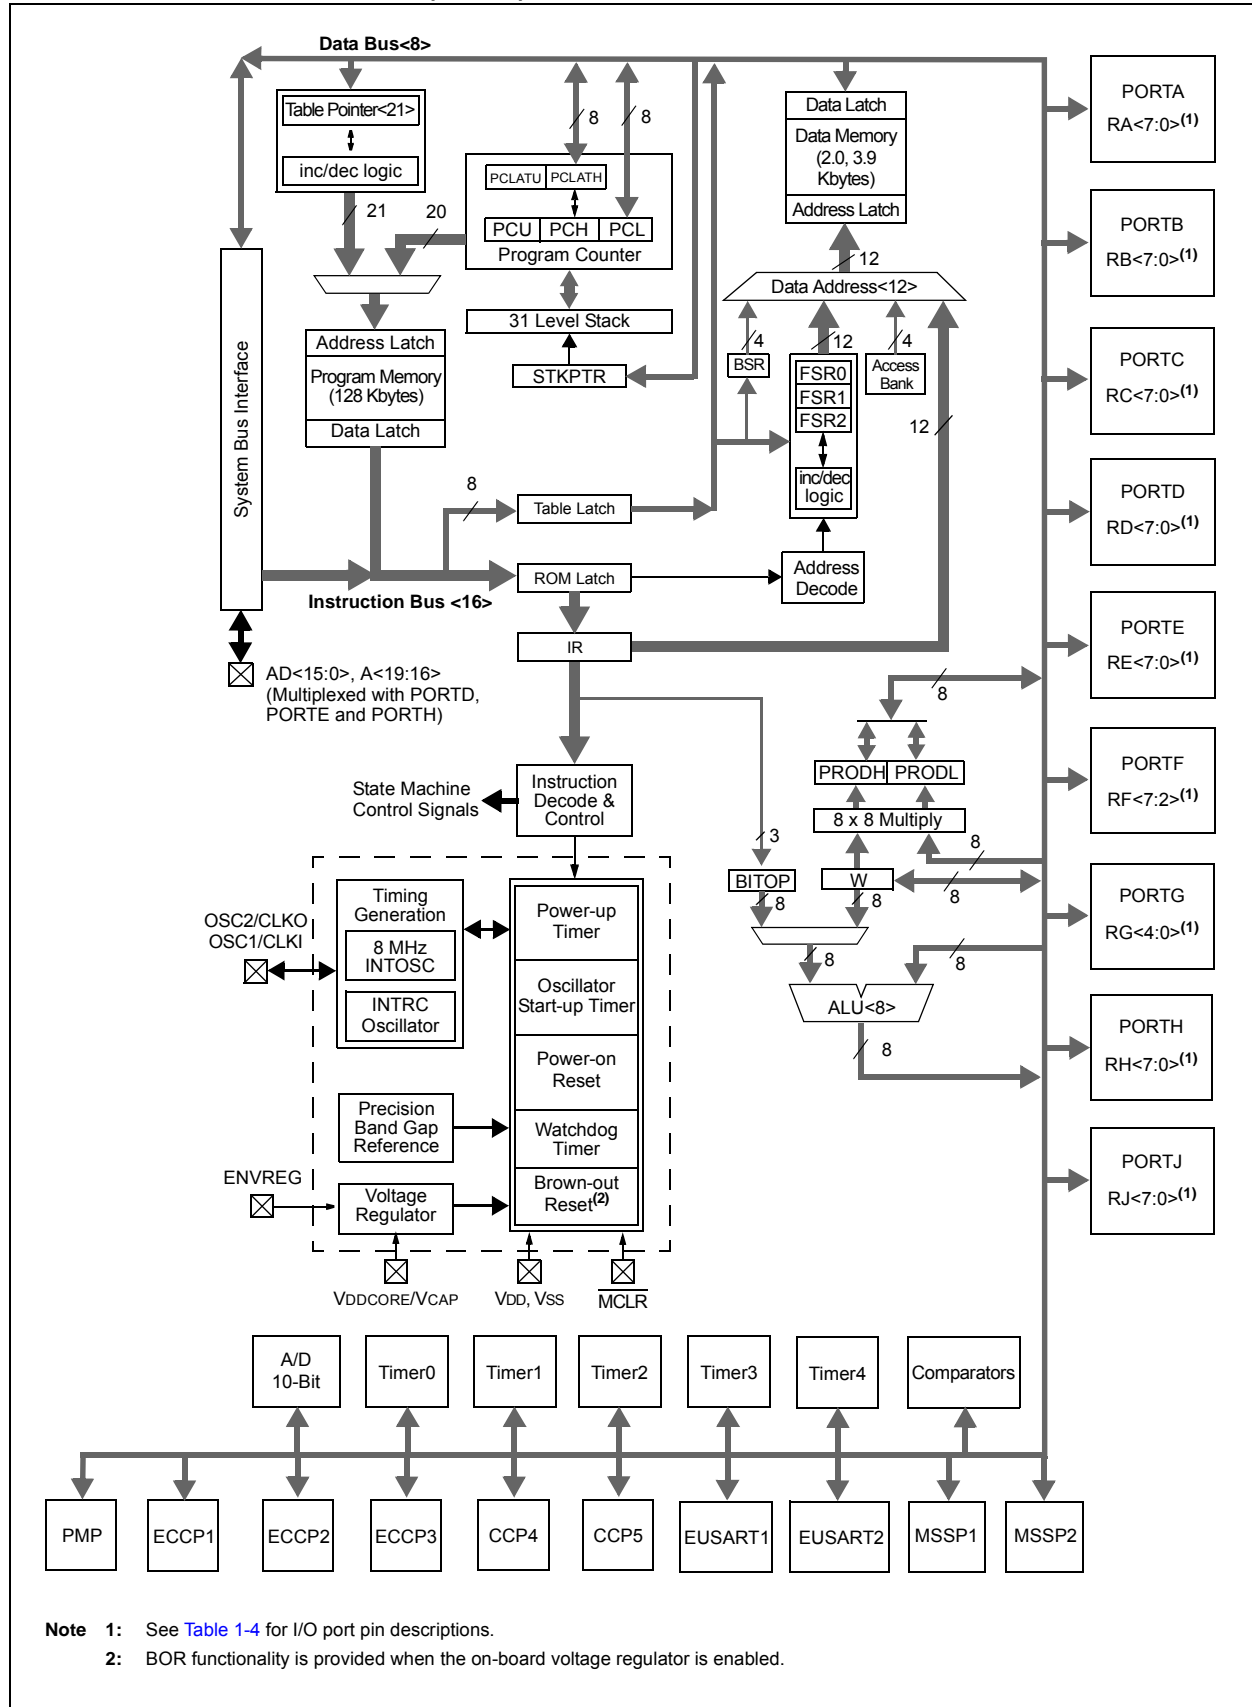 Data Bus<8>
Table Pointer<21>
inc/dec logic
21
20
8
8
PCLATU PCLATH
PCU PCH PCL
Program Counter
31 Level Stack
STKPTR
System Bus Interface
Address Latch
Program Memory
(128 Kbytes)
Data Latch
8
Table Latch
ROM Latch
Instruction Bus <16>
IR
AD<15:0>, A<19:16>
(Multiplexed with PORTD,
PORTE and PORTH)
Data Latch
Data Memory
(2.0, 3.9
Kbytes)
Address Latch
12
Data Address<12>
4
12
4
BSR
FSR0
FSR1
FSR2
inc/dec
logic
Access
Bank
12
Address
Decode
8
PRODH PRODL
8 x 8 Multiply
3
8
BITOP
W
8
8
8
8
8
ALU<8>
8
State Machine
Control Signals
Instruction
Decode &
Control
OSC2/CLKO
OSC1/CLKI
Timing
Generation
8 MHz
INTOSC
INTRC
Oscillator
Power-up
Timer
Oscillator
Start-up Timer
Power-on
Reset
Watchdog
Timer
Brown-out
Reset(2)
Precision
Band Gap
Reference
ENVREG
Voltage
Regulator
VDDCORE/VCAP
VDD, VSS
MCLR
PORTA
RA<7:0>(1)
PORTB
RB<7:0>(1)
PORTC
RC<7:0>(1)
PORTD
RD<7:0>(1)
PORTE
RE<7:0>(1)
PORTF
RF<7:2>(1)
PORTG
RG<4:0>(1)
PORTH
RH<7:0>(1)
PORTJ
RJ<7:0>(1)
A/D
10-Bit
Timer0
Timer1
Timer2
Timer3
Timer4
Comparators
PMP
ECCP1
ECCP2
ECCP3
CCP4
CCP5
EUSART1
EUSART2
MSSP1
MSSP2
Note 1: See Table 1-4 for I/O port pin descriptions.
2: BOR functionality is provided when the on-board voltage regulator is enabled.